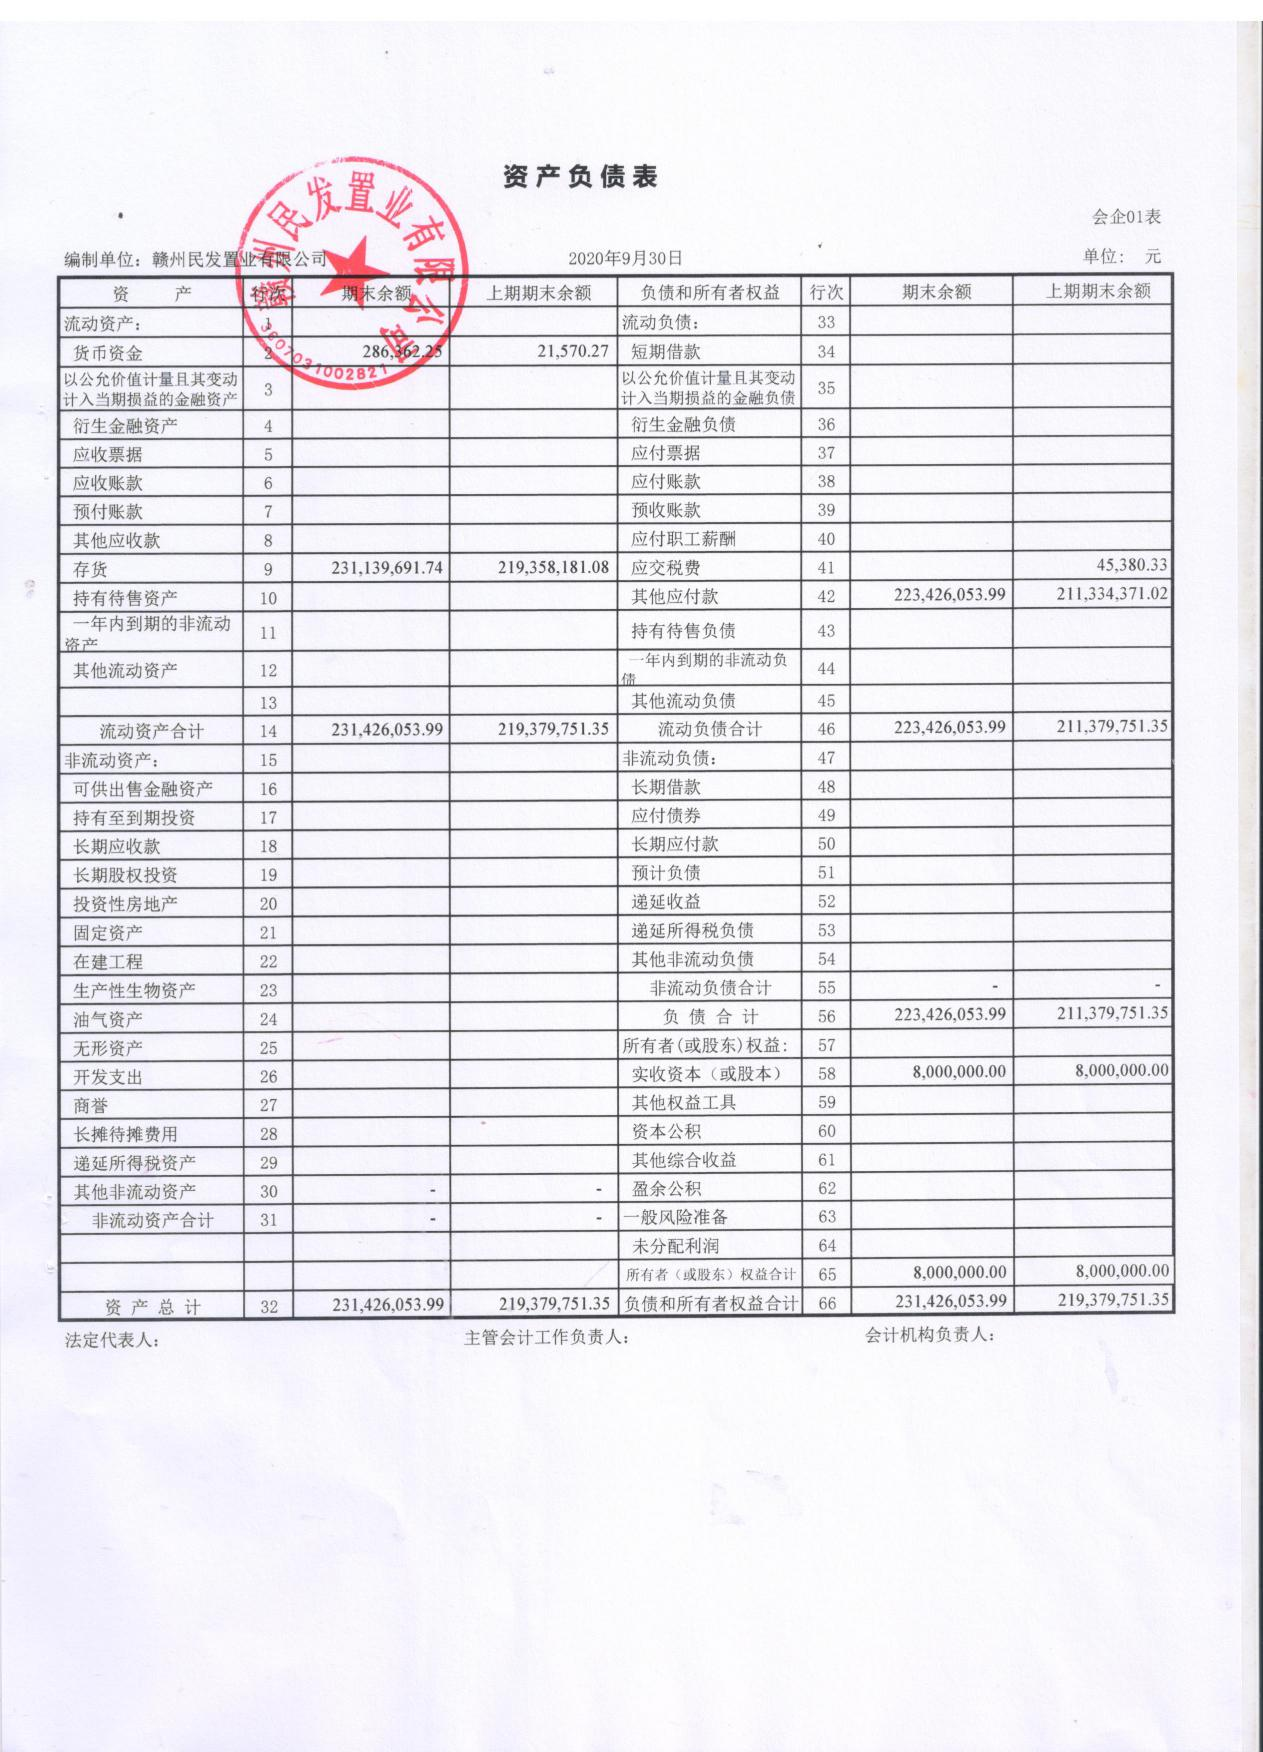 资产负债表
会企01表
编制单位：赣州民发置业有限公司 2020年9月30日 单位： 元
赣州民发置业有限公司
3607031002821
资 产 行次 期末余额 上期期末余额 负债和所有者权益 行次 期末余额 上期期末余额
流动资产： 1 流动负债： 33
货币资金 2 286,362.25 21,570.27 短期借款 34
以公允价值计量且其变动计入当期损益的金融资产 3 以公允价值计量且其变动计入当期损益的金融负债 35
衍生金融资产 4 衍生金融负债 36
应收票据 5 应付票据 37
应收账款 6 应付账款 38
预付账款 7 预收账款 39
其他应收款 8 应付职工薪酬 40
存货 9 231,139,691.74 219,358,181.08 应交税费 41 45,380.33
持有待售资产 10 其他应付款 42 223,426,053.99 211,334,371.02
一年内到期的非流动资产 11 持有待售负债 43
其他流动资产 12 一年内到期的非流动负债 44
13 其他流动负债 45
流动资产合计 14 231,426,053.99 219,379,751.35 流动负债合计 46 223,426,053.99 211,379,751.35
非流动资产： 15 非流动负债： 47
可供出售金融资产 16 长期借款 48
持有至到期投资 17 应付债券 49
长期应收款 18 长期应付款 50
长期股权投资 19 预计负债 51
投资性房地产 20 递延收益 52
固定资产 21 递延所得税负债 53
在建工程 22 其他非流动负债 54
生产性生物资产 23 非流动负债合计 55 - -
油气资产 24 负 债 合 计 56 223,426,053.99 211,379,751.35
无形资产 25 所有者(或股东)权益： 57
开发支出 26 实收资本（或股本） 58 8,000,000.00 8,000,000.00
商誉 27 其他权益工具 59
长摊待摊费用 28 资本公积 60
递延所得税资产 29 其他综合收益 61
其他非流动资产 30 - - 盈余公积 62
非流动资产合计 31 - - 一般风险准备 63
未分配利润 64
所有者（或股东）权益合计 65 8,000,000.00 8,000,000.00
资 产 总 计 32 231,426,053.99 219,379,751.35 负债和所有者权益合计 66 231,426,053.99 219,379,751.35
法定代表人： 主管会计工作负责人： 会计机构负责人：